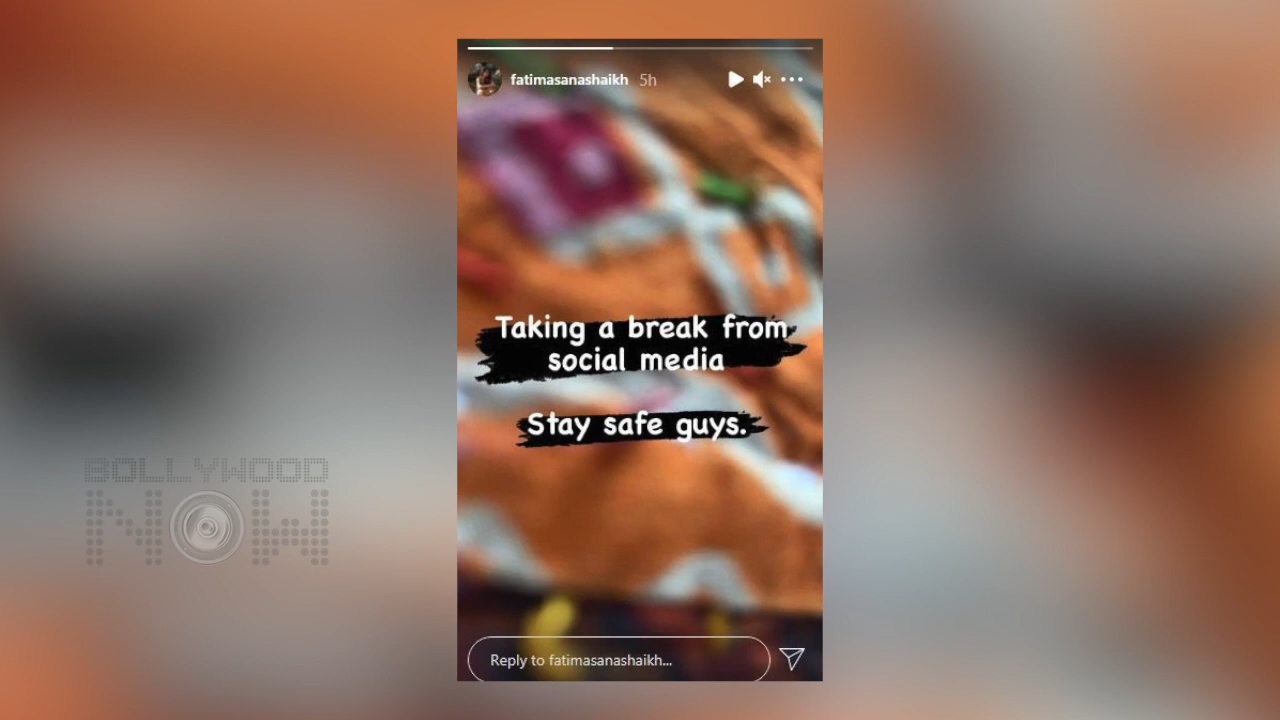 fatimasanashaikh 5h
Taking a break from
social media
Stay safe guys.
BOLLYWOOD
NOW
Reply to fatimasanashaikh...